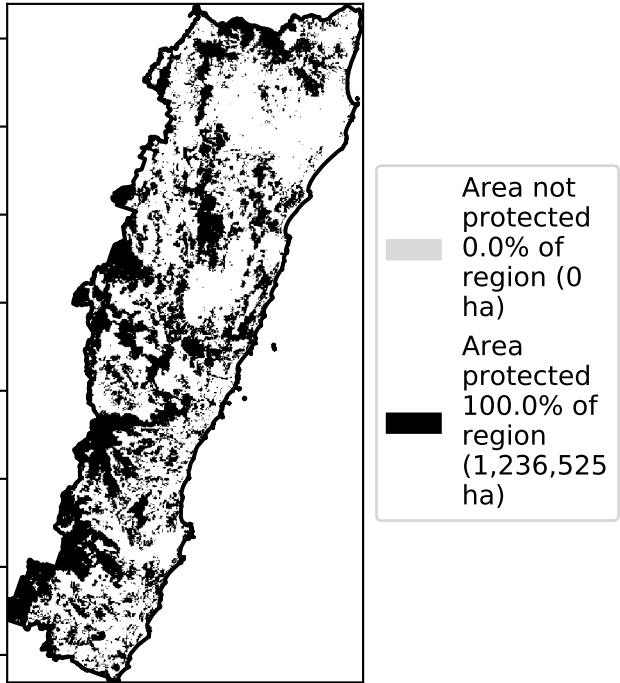 Area not
protected
0.0% of
region (0
ha)
Area
protected
100.0% of
region
(1,236,525
ha)